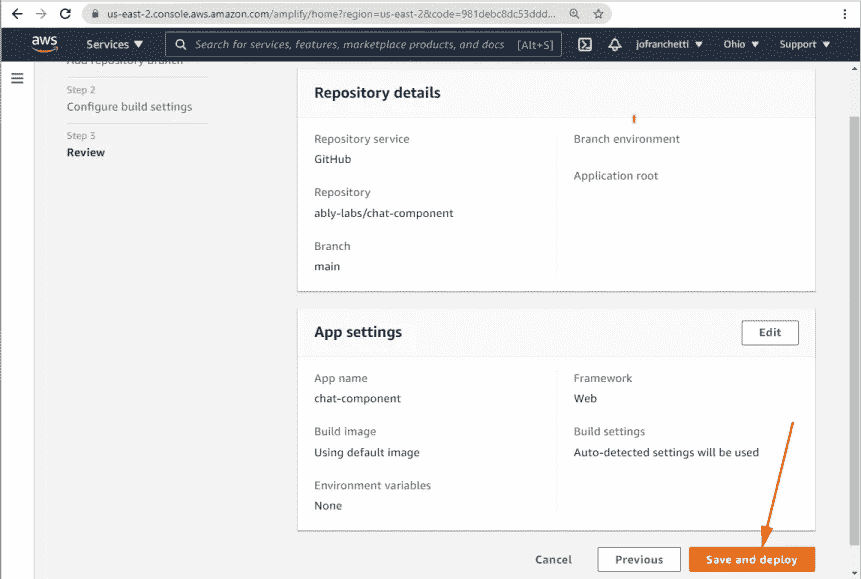 us-east-2.console.aws.amazon.com/amplify/home?region=us-east-2&code=981debc8dc53ddd...
aws Services Search for services, features, marketplace products, and docs [Alt+S] jofranchetti Ohio Support
Add repository branch
Step 2
Configure build settings
Step 3
Review
Repository details
Repository service
GitHub
Repository
ably-labs/chat-component
Branch
main
Branch environment
Application root
App settings
Edit
App name
chat-component
Build image
Using default image
Environment variables
None
Framework
Web
Build settings
Auto-detected settings will be used
Cancel Previous Save and deploy